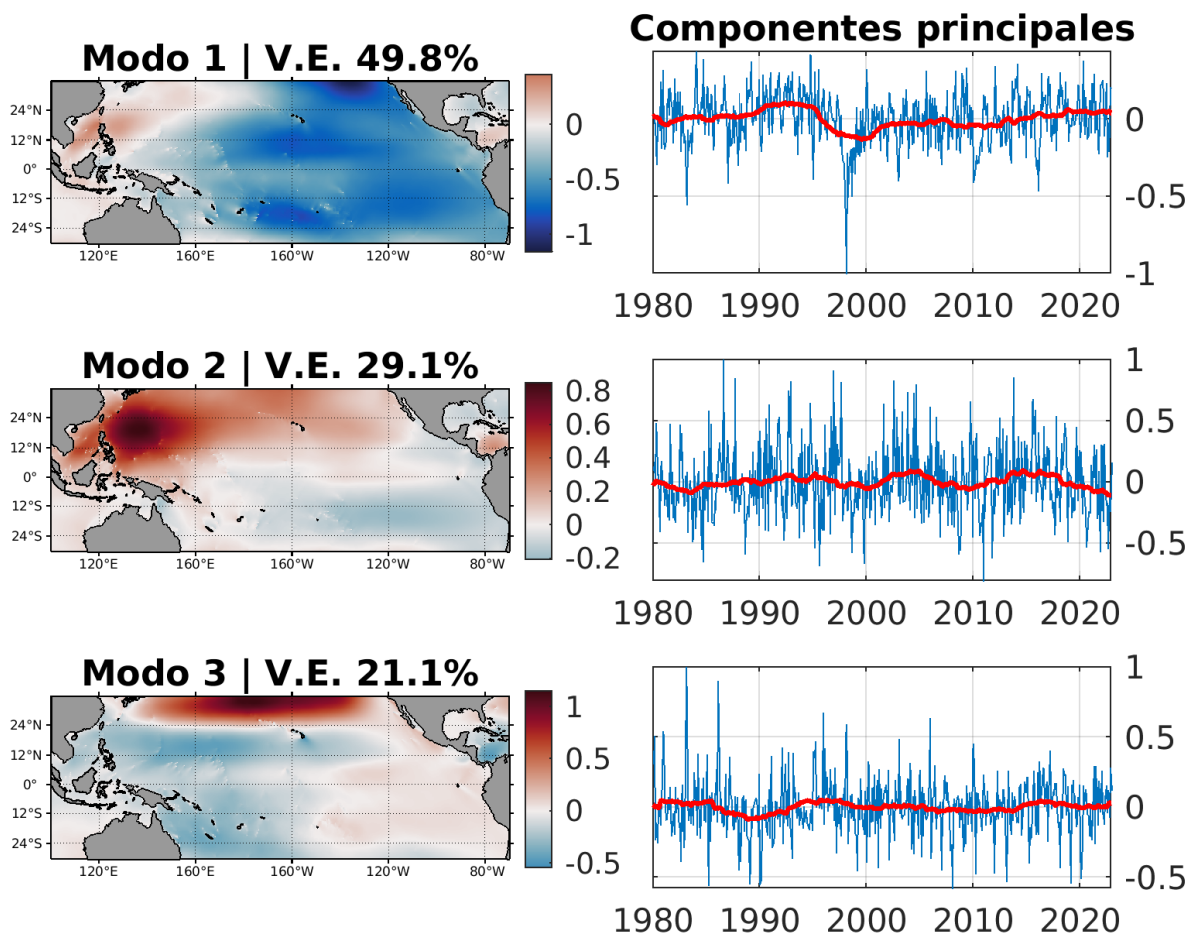 Componentes principales
Modo 1 | V.E. 49.8%
24°N
12°N
0°
12°S
24°S
120°E 160°E 160°W 120°W 80°W
0
-0.5
-1
0
-0.5
-1
1980 1990 2000 2010 2020
Modo 2 | V.E. 29.1%
24°N
12°N
0°
12°S
24°S
120°E 160°E 160°W 120°W 80°W
0.8
0.6
0.4
0.2
0
-0.2
1
0.5
0
-0.5
1980 1990 2000 2010 2020
Modo 3 | V.E. 21.1%
24°N
12°N
0°
12°S
24°S
120°E 160°E 160°W 120°W 80°W
1
0.5
0
-0.5
1
0.5
0
-0.5
1980 1990 2000 2010 2020